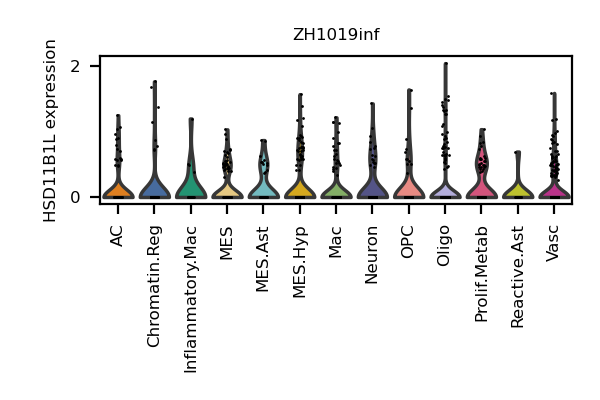 ZH1019inf
HSD11B1L expression
2
0
AC
Chromatin.Reg
Inflammatory.Mac
MES
MES.Ast
MES.Hyp
Mac
Neuron
OPC
Oligo
Prolif.Metab
Reactive.Ast
Vasc